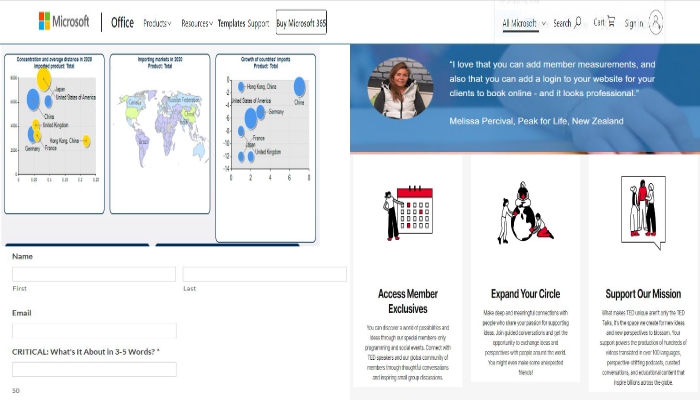 Microsoft
Office
Products
Resources
Templates
Support
Buy Microsoft 365
All Microsoft
Search
Cart
Sign in
Concentration and average distance in 2020
Imported product: Total
Japan
United States of America
China
United Kingdom
Hong Kong, China
Germany
France
Importing markets in 2020
Product: Total
Canada
Russian Federation
China
Brazil
Growth of countries' imports
Product: Total
Hong Kong, China
China
United States of America
Germany
France
Japan
United Kingdom
"I love that you can add member measurements, and
also that you can add a login to your website for your
clients to book online - and it looks professional."
Melissa Percival, Peak for Life, New Zealand
Name
First
Last
Email
CRITICAL: What's It About in 3-5 Words? *
50
Access Member
Exclusives
You can discover a world of possibilities and
ideas through our special members-only
programming and social events. Connect with
TED speakers and our global community of
members through thoughtful conversations
and inspiring small group discussions.
Expand Your Circle
Make deep and meaningful connections with
people who share your passion for supporting
ideas. Join guided conversations and get the
opportunity to exchange ideas and
perspectives with people around the world.
You might even make some unexpected
friends!
Support Our Mission
What makes TED unique aren't only the TED
Talks, it's the space we create for new ideas
and new perspectives to blossom. Your
support powers the production of hundreds of
videos translated in over 100 languages,
perspective shifting podcasts, curated
conversations, and educational content that
inspire billions across the globe.